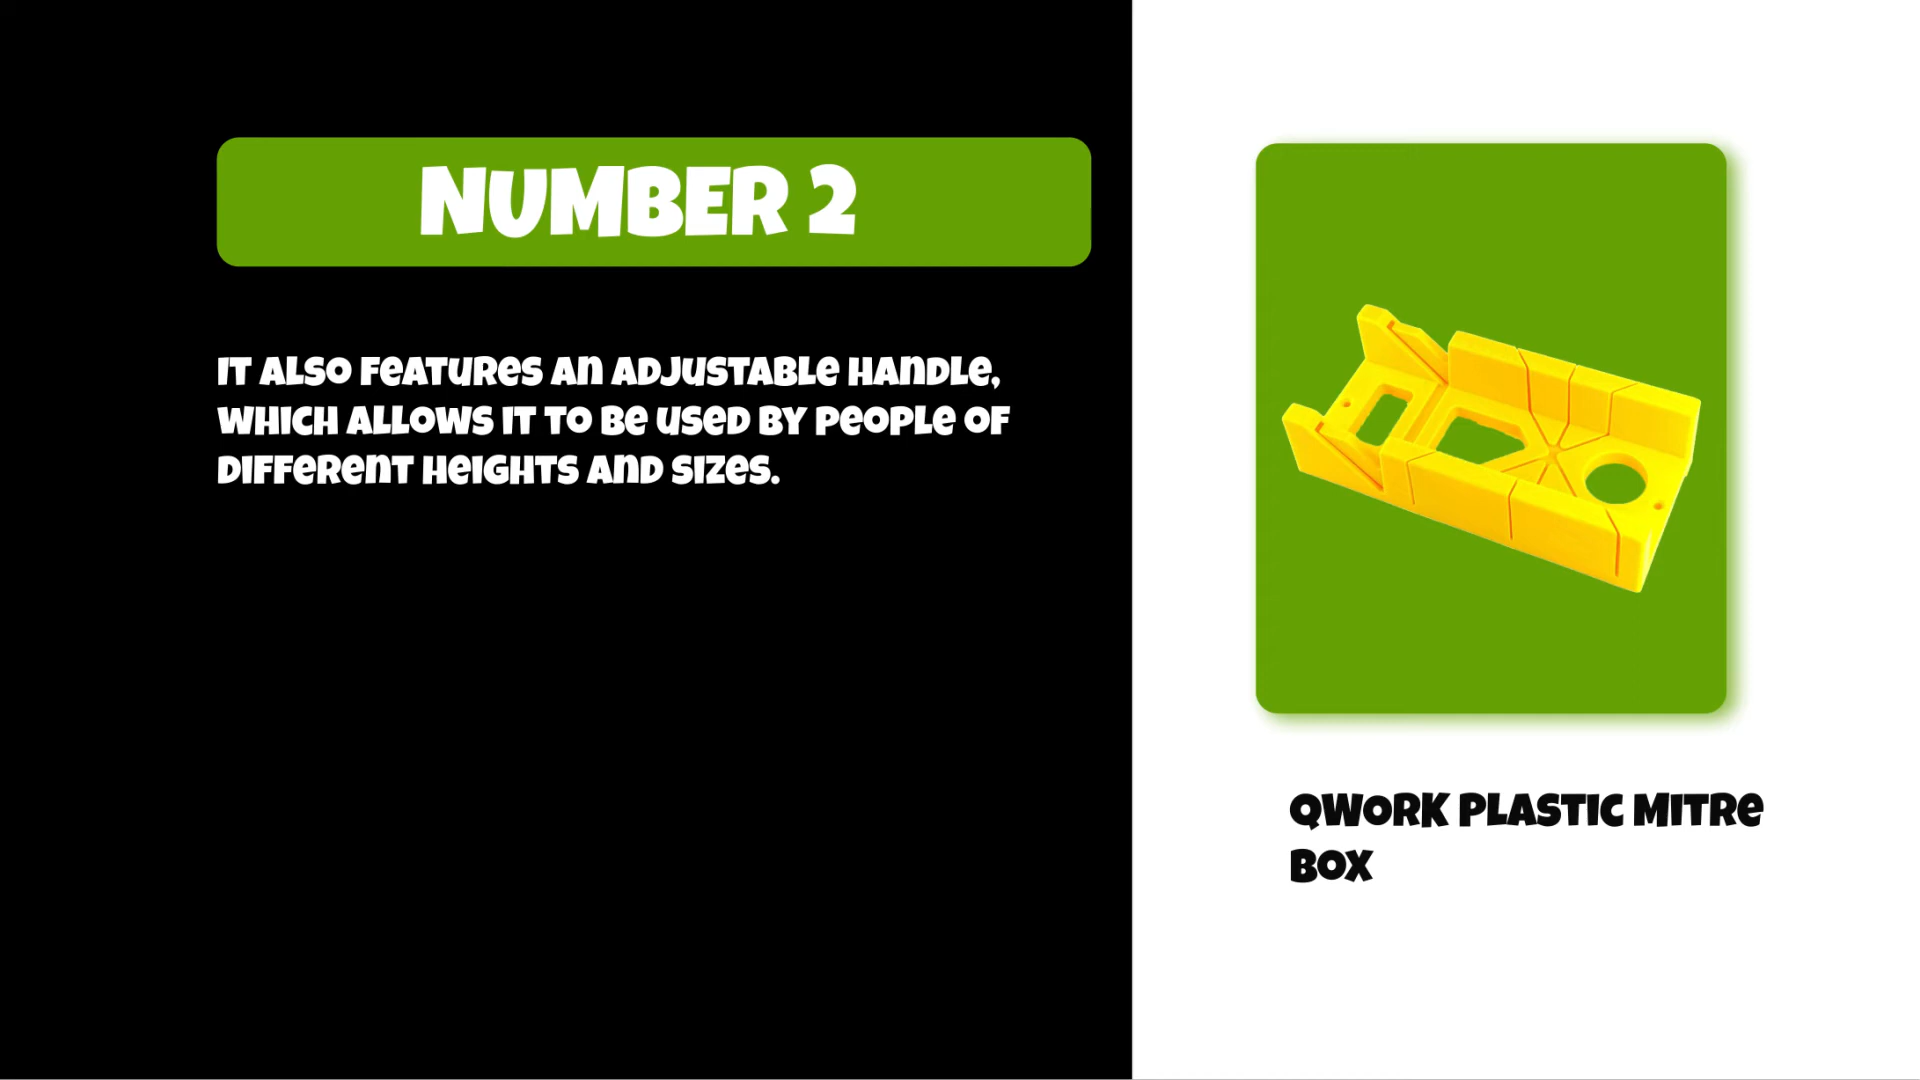 NUMBER 2
IT ALSO FEATURES AN ADJUSTABLE HANDLE,
WHICH ALLOWS IT TO BE USED BY PEOPLE OF
DIFFERENT HEIGHTS AND SIZES.
QWORK PLASTIC MITRE
BOX